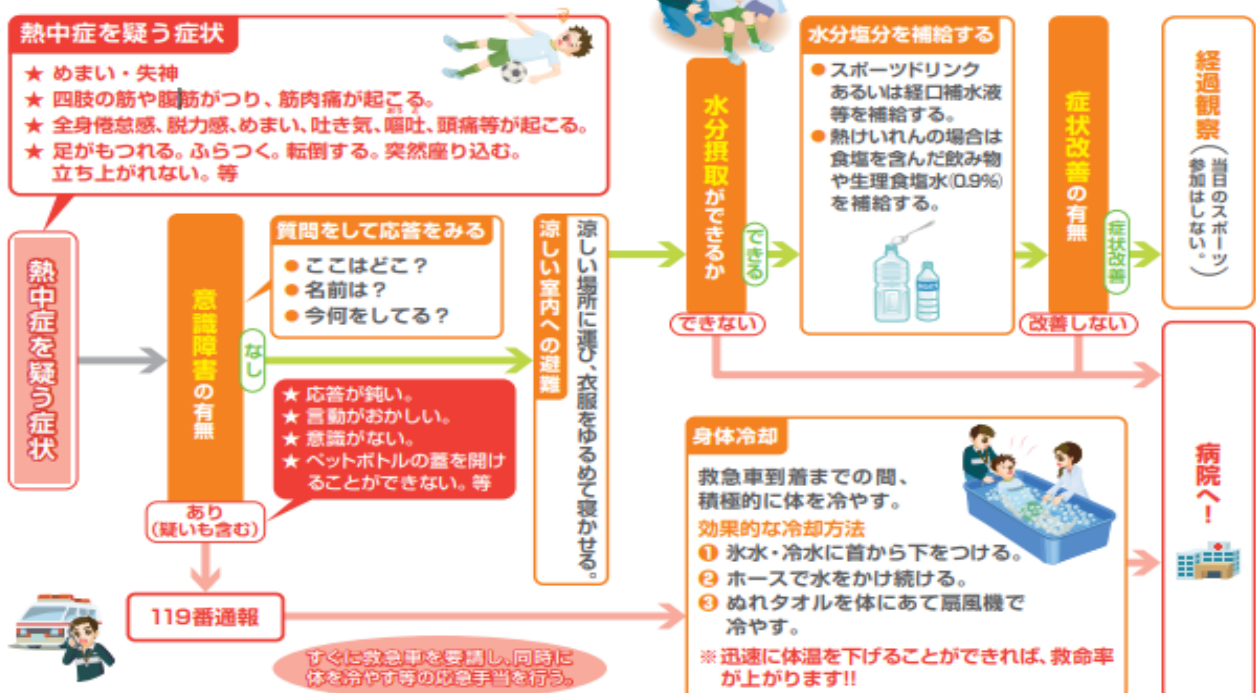 熱中症を疑う症状
★ めまい・失神
★ 四肢の筋や腹筋がつり、筋肉痛が起こる。
★ 全身倦怠感、脱力感、めまい、吐き気、嘔吐、頭痛等が起こる。
★ 足がもつれる。ふらつく。転倒する。突然座り込む。
立ち上がれない。等
熱中症を疑う症状
意識障害の有無
質問をして応答をみる
● ここはどこ？
● 名前は？
● 今何をしてる？
なし
★ 応答が鈍い。
★ 言動がおかしい。
★ 意識がない。
★ ペットボトルの蓋を開け
ることができない。等
あり
(疑いも含む)
119番通報
すぐに救急車を要請し、同時に
体を冷やす等の応急手当を行う。
涼しい室内への避難
涼しい場所に運び、衣服をゆるめて寝かせる。
水分摂取ができるか
できる
できない
水分塩分を補給する
● スポーツドリンク
あるいは経口補水液
等を補給する。
● 熱けいれんの場合は
食塩を含んだ飲み物
や生理食塩水(0.9%)
を補給する。
症状改善の有無
症状改善
改善しない
経過観察(当日のスポーツ
参加はしない。)
身体冷却
救急車到着までの間、
積極的に体を冷やす。
効果的な冷却方法
❶ 氷水・冷水に首から下をつける。
❷ ホースで水をかけ続ける。
❸ ぬれタオルを体にあて扇風機で
冷やす。
※迅速に体温を下げることができれば、救命率
が上がります!!
病院へ！